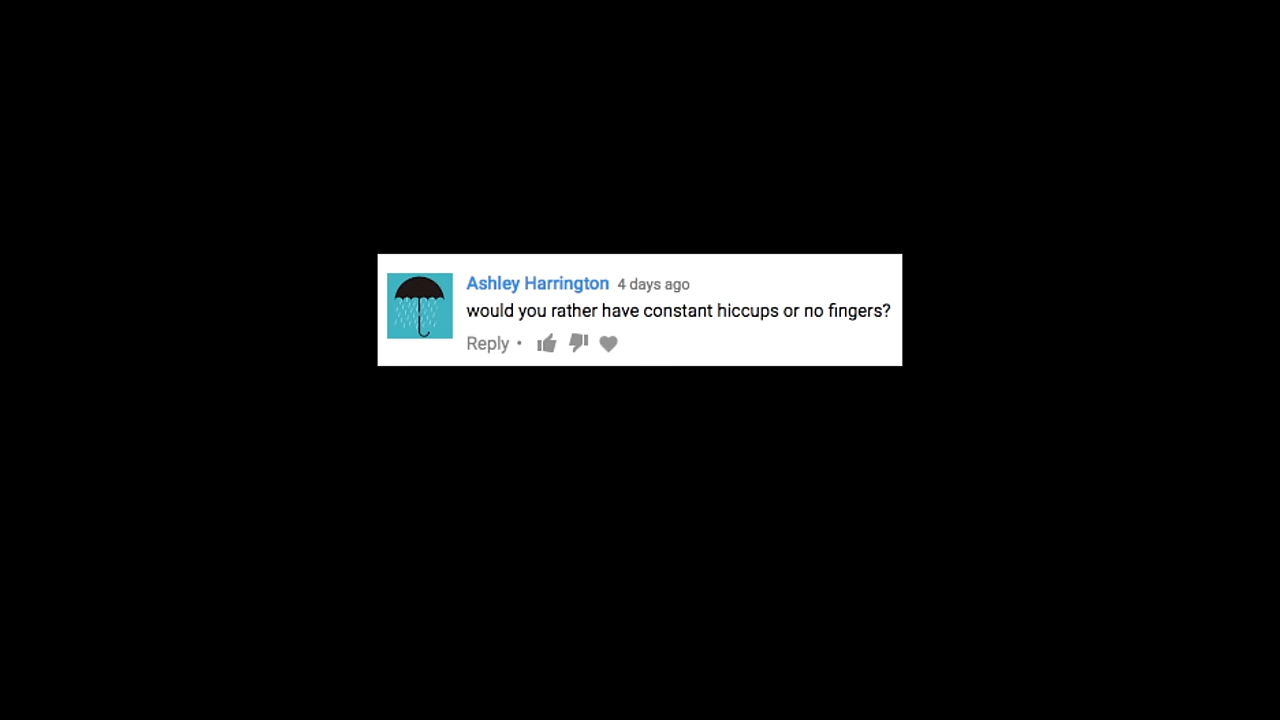 Ashley Harrington 4 days ago
would you rather have constant hiccups or no fingers?
Reply •